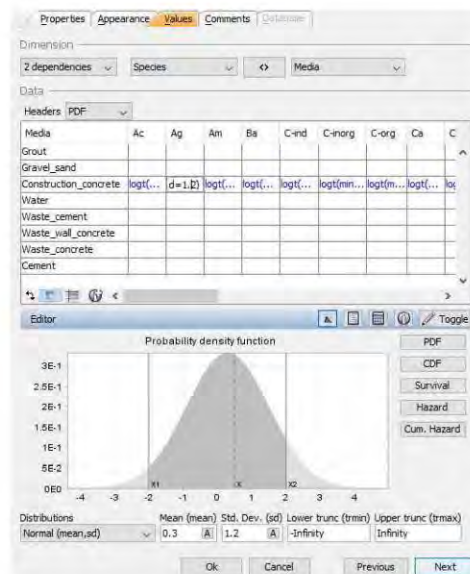 Properties Appearance Values Comments Database
Dimension
2 dependencies Species <> Media
Data
Headers PDF
Media Ac Ag Am Ba C-ind C-inorg C-org Ca C
Grout
Gravel_sand
Construction_concrete logt(... d=1.2) logt(... logt(... logt(... logt(min... logt(m... logt(... log
Water
Waste_cement
Waste_wall_concrete
Waste_concrete
Cement
Editor Toggle
Probability density function
PDF
CDF
Survival
Hazard
Cum. Hazard
3E-1
2.5E-1
2E-1
1.5E-1
1E-1
5E-2
0E0
X1 X X2
-4 -3 -2 -1 0 1 2 3 4
Distributions Mean (mean) Std. Dev. (sd) Lower trunc (trmin) Upper trunc (trmax)
Normal (mean,sd) 0.3 A 1.2 A -Infinity Infinity
Ok Cancel Previous Next